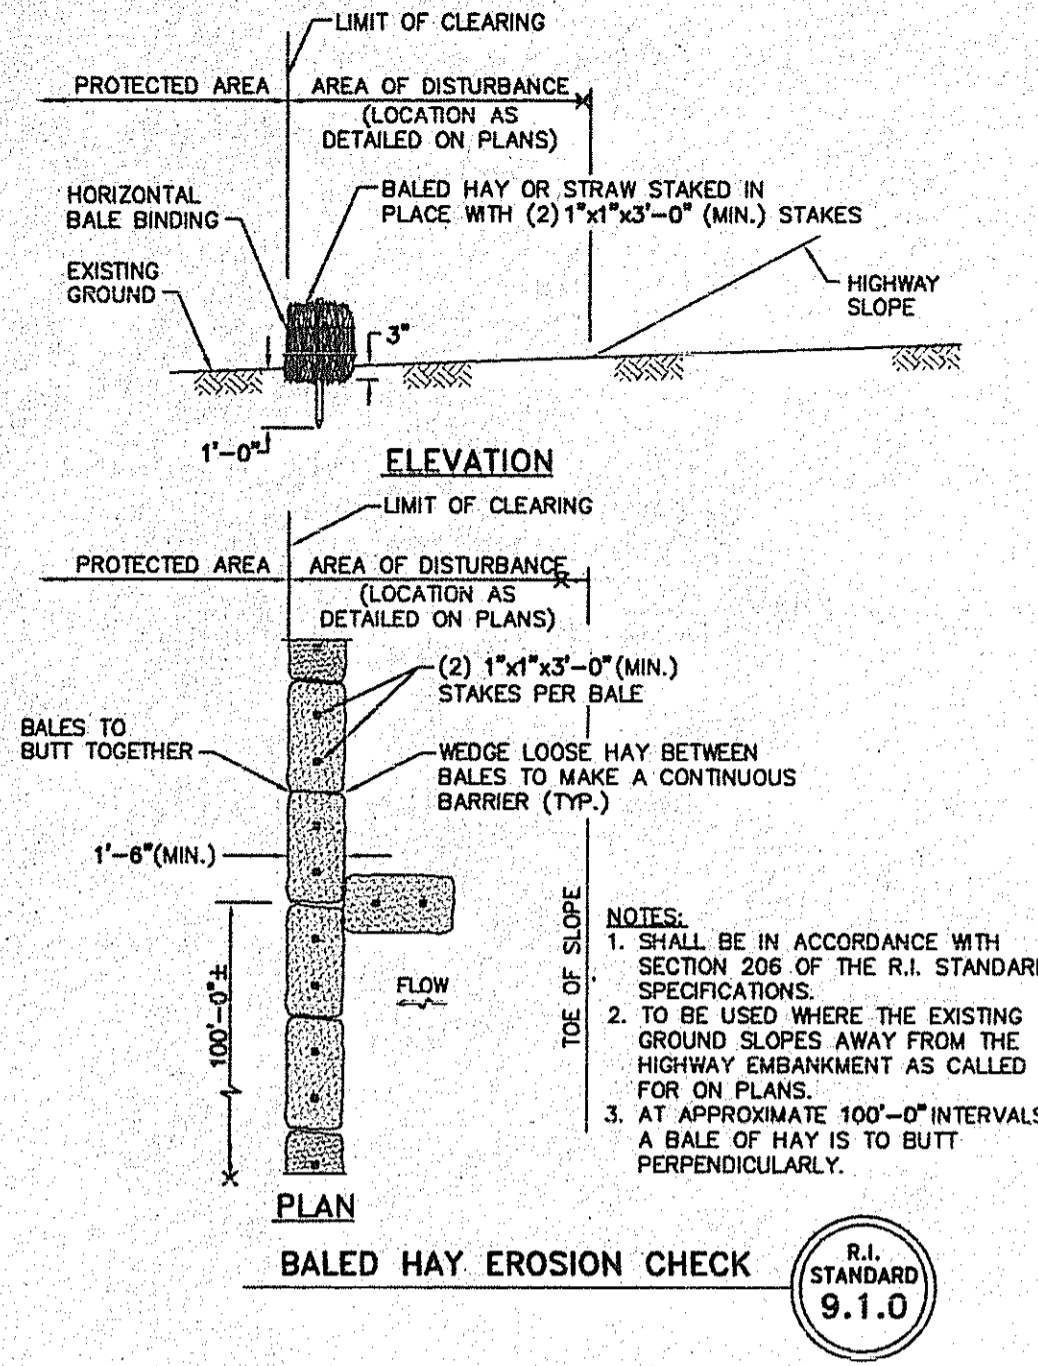 LIMIT OF CLEARING
PROTECTED AREA
AREA OF DISTURBANCE
(LOCATION AS
DETAILED ON PLANS)
HORIZONTAL
BALE BINDING
BALED HAY OR STRAW STAKED IN
PLACE WITH (2) 1"x1"x3'-0" (MIN.) STAKES
EXISTING
GROUND
HIGHWAY
SLOPE
3"
1'-0"
ELEVATION
LIMIT OF CLEARING
PROTECTED AREA
AREA OF DISTURBANCE
(LOCATION AS
DETAILED ON PLANS)
(2) 1"x1"x3'-0"(MIN.)
STAKES PER BALE
BALES TO
BUTT TOGETHER
WEDGE LOOSE HAY BETWEEN
BALES TO MAKE A CONTINUOUS
BARRIER (TYP.)
1'-6"(MIN.)
100'-0"±
FLOW
TOE OF SLOPE
NOTES:
1. SHALL BE IN ACCORDANCE WITH
SECTION 206 OF THE R.I. STANDARD
SPECIFICATIONS.
2. TO BE USED WHERE THE EXISTING
GROUND SLOPES AWAY FROM THE
HIGHWAY EMBANKMENT AS CALLED
FOR ON PLANS.
3. AT APPROXIMATE 100'-0" INTERVALS
A BALE OF HAY IS TO BUTT
PERPENDICULARLY.
PLAN
BALED HAY EROSION CHECK
R.I.
STANDARD
9.1.0